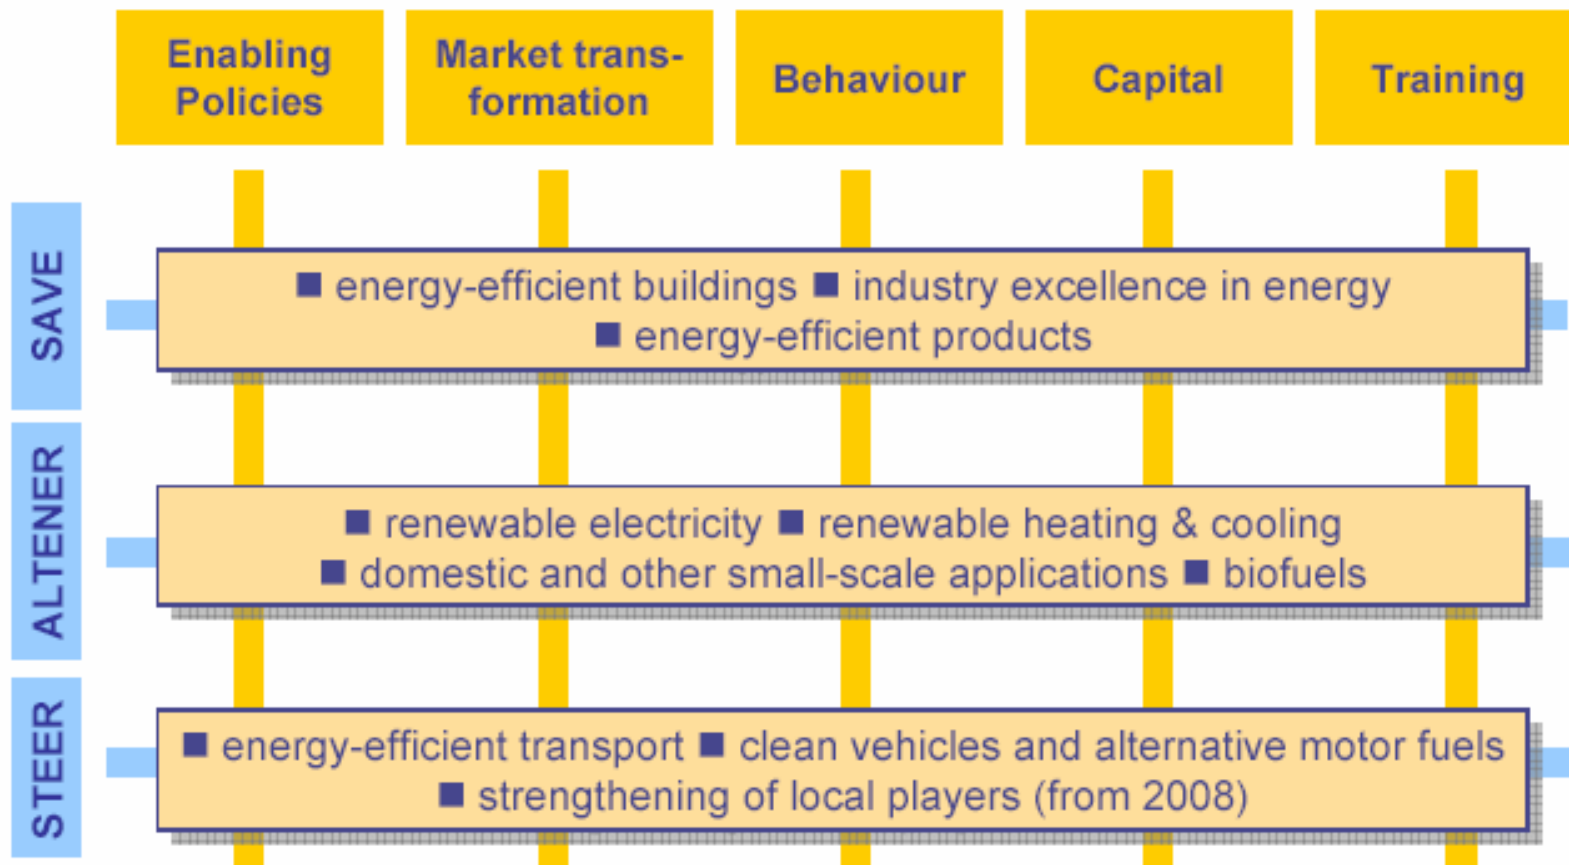 Enabling
Policies
Market trans-
formation
Behaviour
Capital
Training
SAVE
■ energy-efficient buildings ■ industry excellence in energy
■ energy-efficient products
ALTENER
■ renewable electricity ■ renewable heating & cooling
■ domestic and other small-scale applications ■ biofuels
STEER
■ energy-efficient transport ■ clean vehicles and alternative motor fuels
■ strengthening of local players (from 2008)